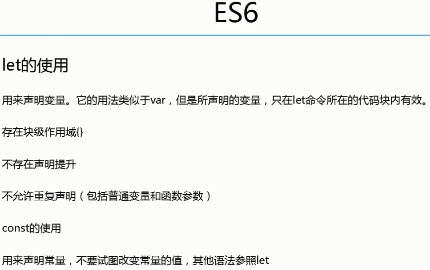 ES6
let的使用
用来声明变量。它的用法类似于var，但是所声明的变量，只在let命令所在的代码块内有效。
存在块级作用域{}
不存在声明提升
不允许重复声明（包括普通变量和函数参数）
const的使用
用来声明常量，不要试图改变常量的值，其他语法参照let